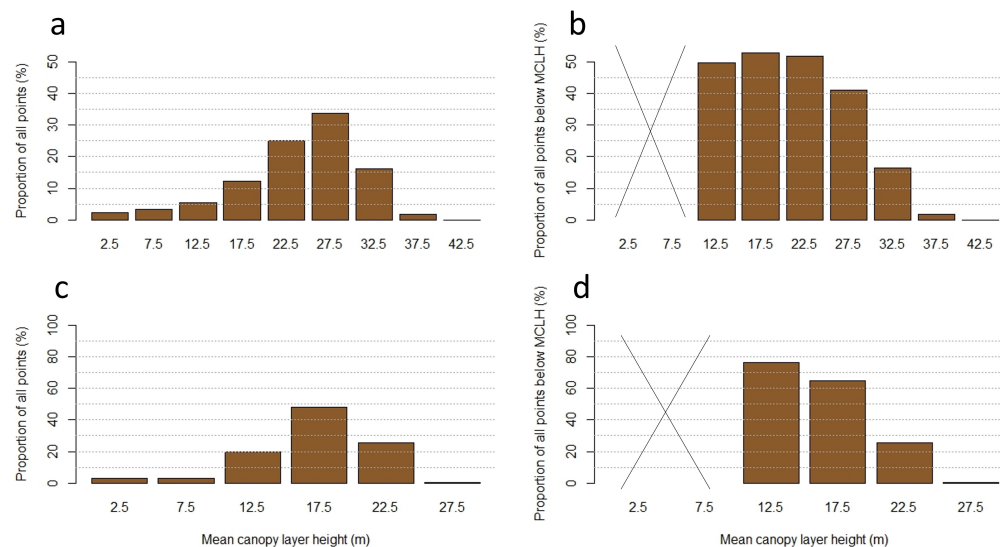 a
Proportion of all points (%)
0 10 20 30 40 50
2.5 7.5 12.5 17.5 22.5 27.5 32.5 37.5 42.5
b
Proportion of all points below MCLH (%)
0 10 20 30 40 50
2.5 7.5 12.5 17.5 22.5 27.5 32.5 37.5 42.5
c
Proportion of all points (%)
0 20 40 60 80 100
2.5 7.5 12.5 17.5 22.5 27.5
Mean canopy layer height (m)
d
Proportion of all points below MCLH (%)
0 20 40 60 80 100
2.5 7.5 12.5 17.5 22.5 27.5
Mean canopy layer height (m)